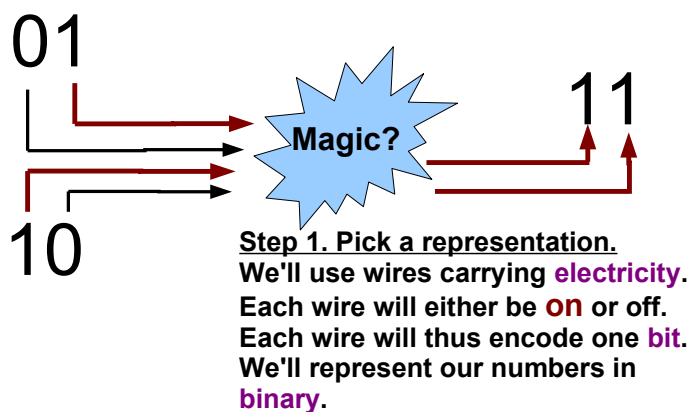 01
11
Magic?
10
Step 1. Pick a representation.
We'll use wires carrying electricity.
Each wire will either be on or off.
Each wire will thus encode one bit.
We'll represent our numbers in
binary.